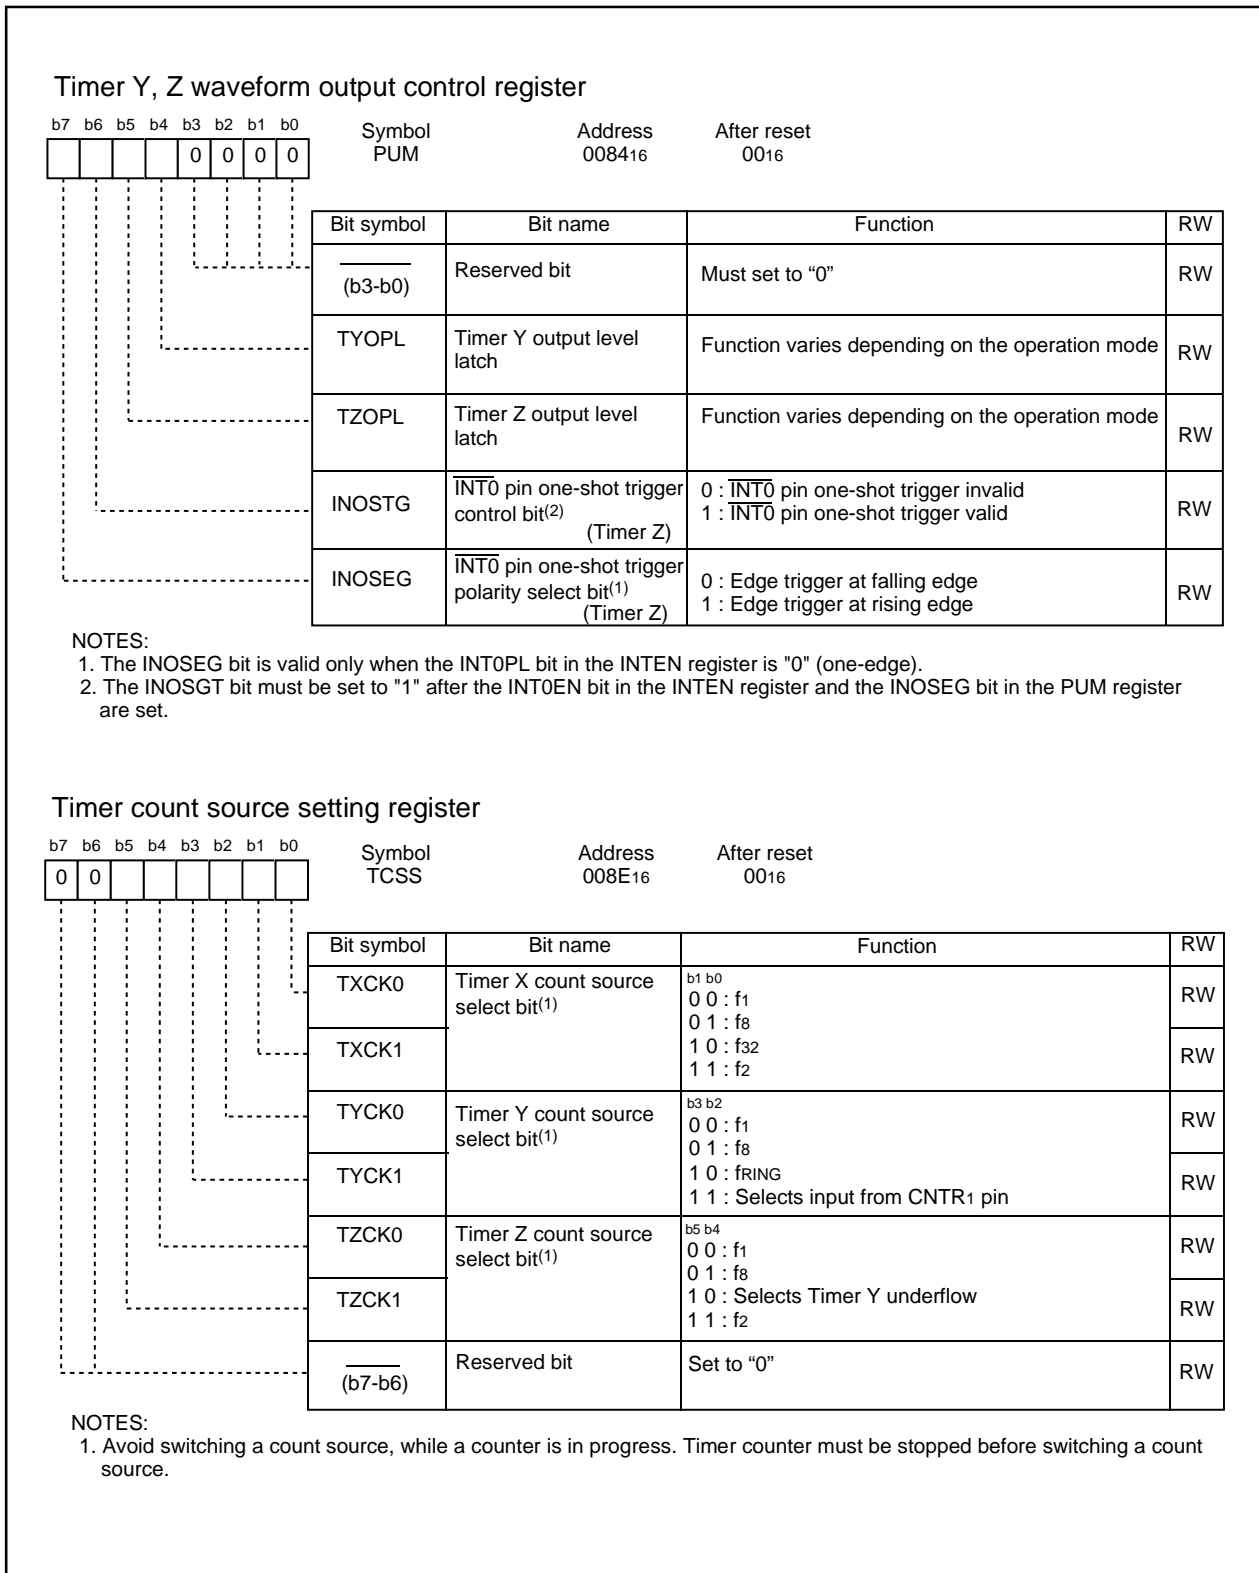 Timer Y, Z waveform output control register
b7 b6 b5 b4 b3 b2 b1 b0
Symbol Address After reset
0 0 0 0 PUM 008416 0016
Bit symbol Bit name Function RW
(b3-b0) Reserved bit Must set to “0” RW
TYOPL Timer Y output level
latch Function varies depending on the operation mode RW
TZOPL Timer Z output level
latch Function varies depending on the operation mode RW
INOSTG INT0 pin one-shot trigger
control bit(2)
(Timer Z)
0 : INT0 pin one-shot trigger invalid
1 : INT0 pin one-shot trigger valid
RW
INOSEG INT0 pin one-shot trigger
polarity select bit(1)
(Timer Z)
0 : Edge trigger at falling edge
1 : Edge trigger at rising edge
RW
NOTES:
1. The INOSEG bit is valid only when the INT0PL bit in the INTEN register is "0" (one-edge).
2. The INOSGT bit must be set to "1" after the INT0EN bit in the INTEN register and the INOSEG bit in the PUM register
are set.
Timer count source setting register
b7 b6 b5 b4 b3 b2 b1 b0
Symbol Address After reset
0 0 TCSS 008E16 0016
Bit symbol Bit name Function RW
TXCK0 Timer X count source
select bit(1)
b1 b0
0 0 : f1
0 1 : f8
RW
TXCK1
1 0 : f32
1 1 : f2
RW
TYCK0 Timer Y count source
select bit(1)
b3 b2
0 0 : f1
0 1 : f8
RW
TYCK1
1 0 : fRING
1 1 : Selects input from CNTR1 pin
RW
TZCK0 Timer Z count source
select bit(1)
b5 b4
0 0 : f1
0 1 : f8
RW
TZCK1
1 0 : Selects Timer Y underflow
1 1 : f2
RW
(b7-b6) Reserved bit Set to “0” RW
NOTES:
1. Avoid switching a count source, while a counter is in progress. Timer counter must be stopped before switching a count
source.